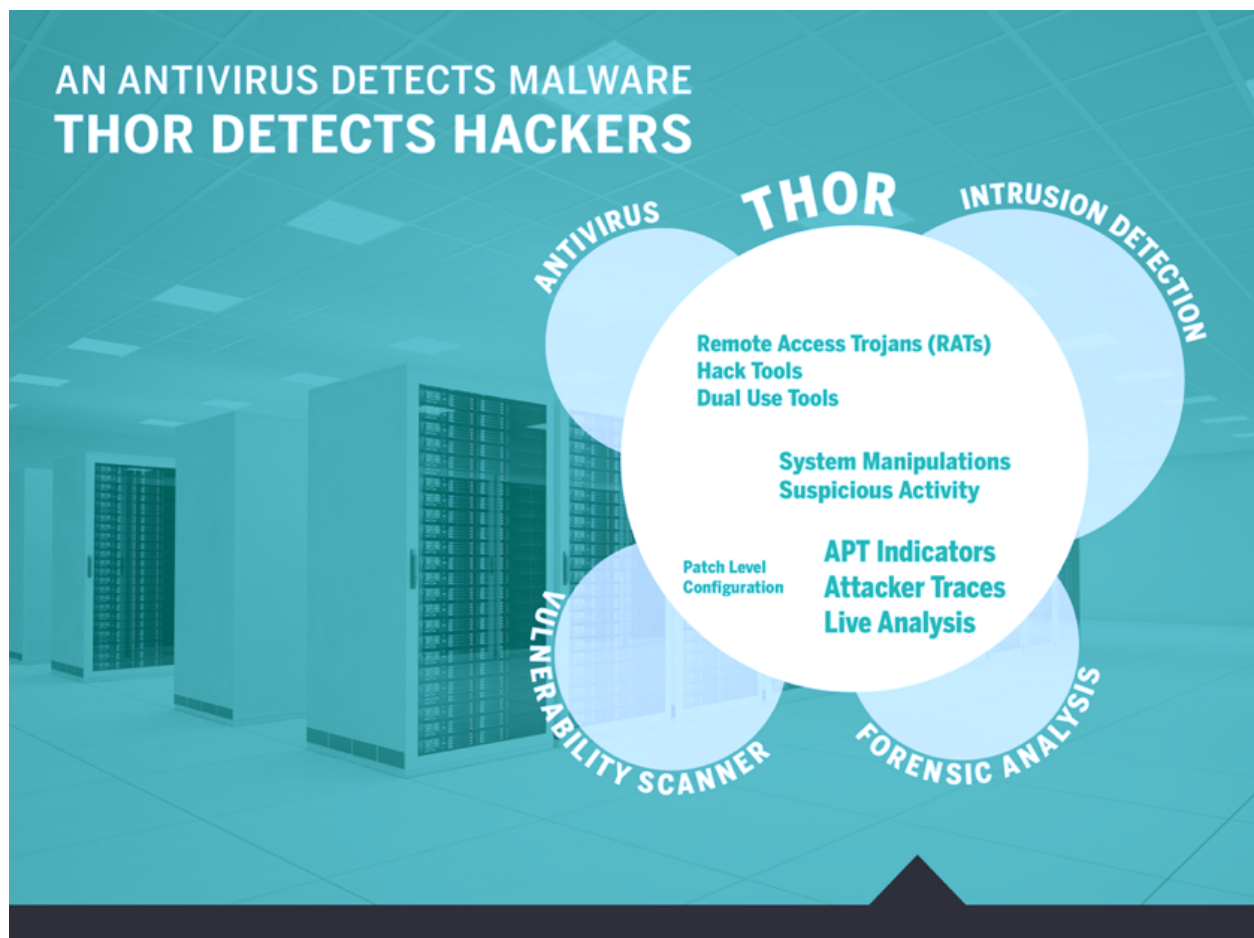 AN ANTIVIRUS DETECTS MALWARE
THOR DETECTS HACKERS
ANTIVIRUS
THOR
INTRUSION DETECTION
Remote Access Trojans (RATs)
Hack Tools
Dual Use Tools
System Manipulations
Suspicious Activity
Patch Level
Configuration
APT Indicators
Attacker Traces
Live Analysis
VULNERABILITY SCANNER
FORENSIC ANALYSIS